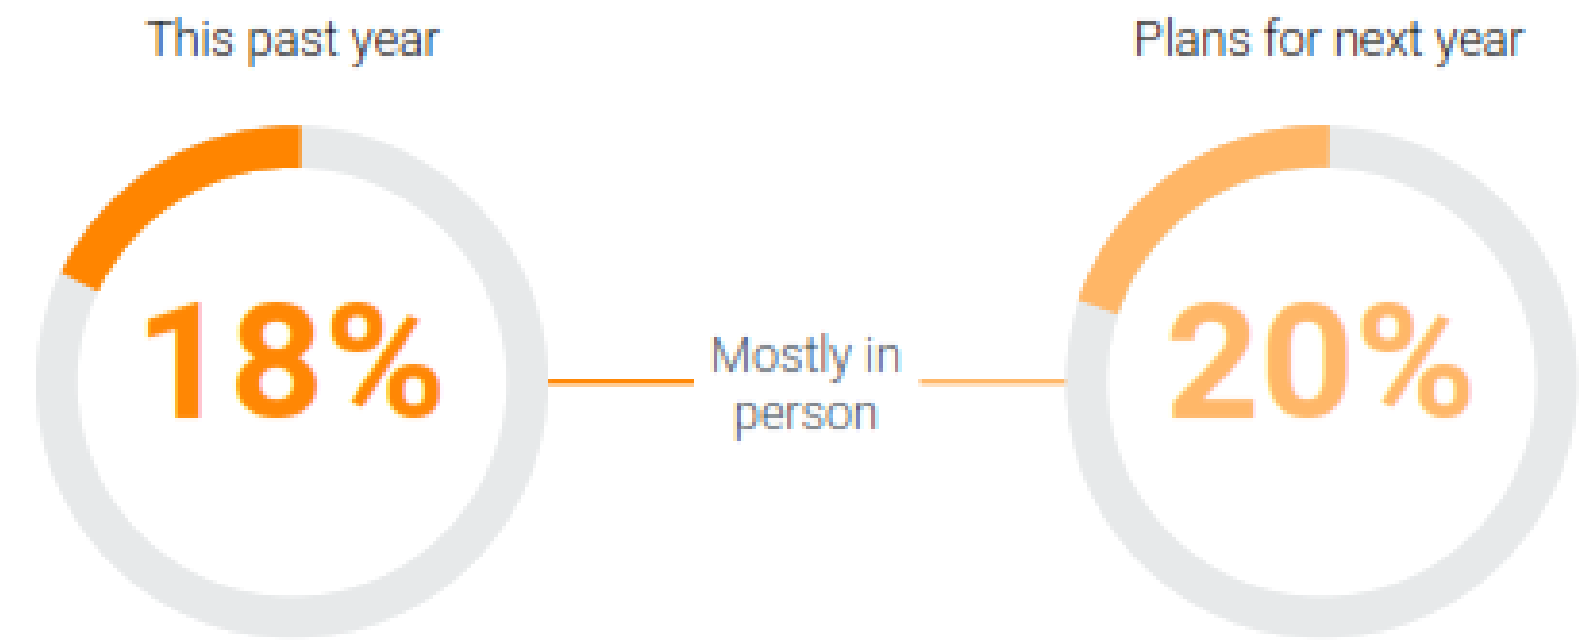 This past year
Plans for next year
18%
Mostly in
person
20%